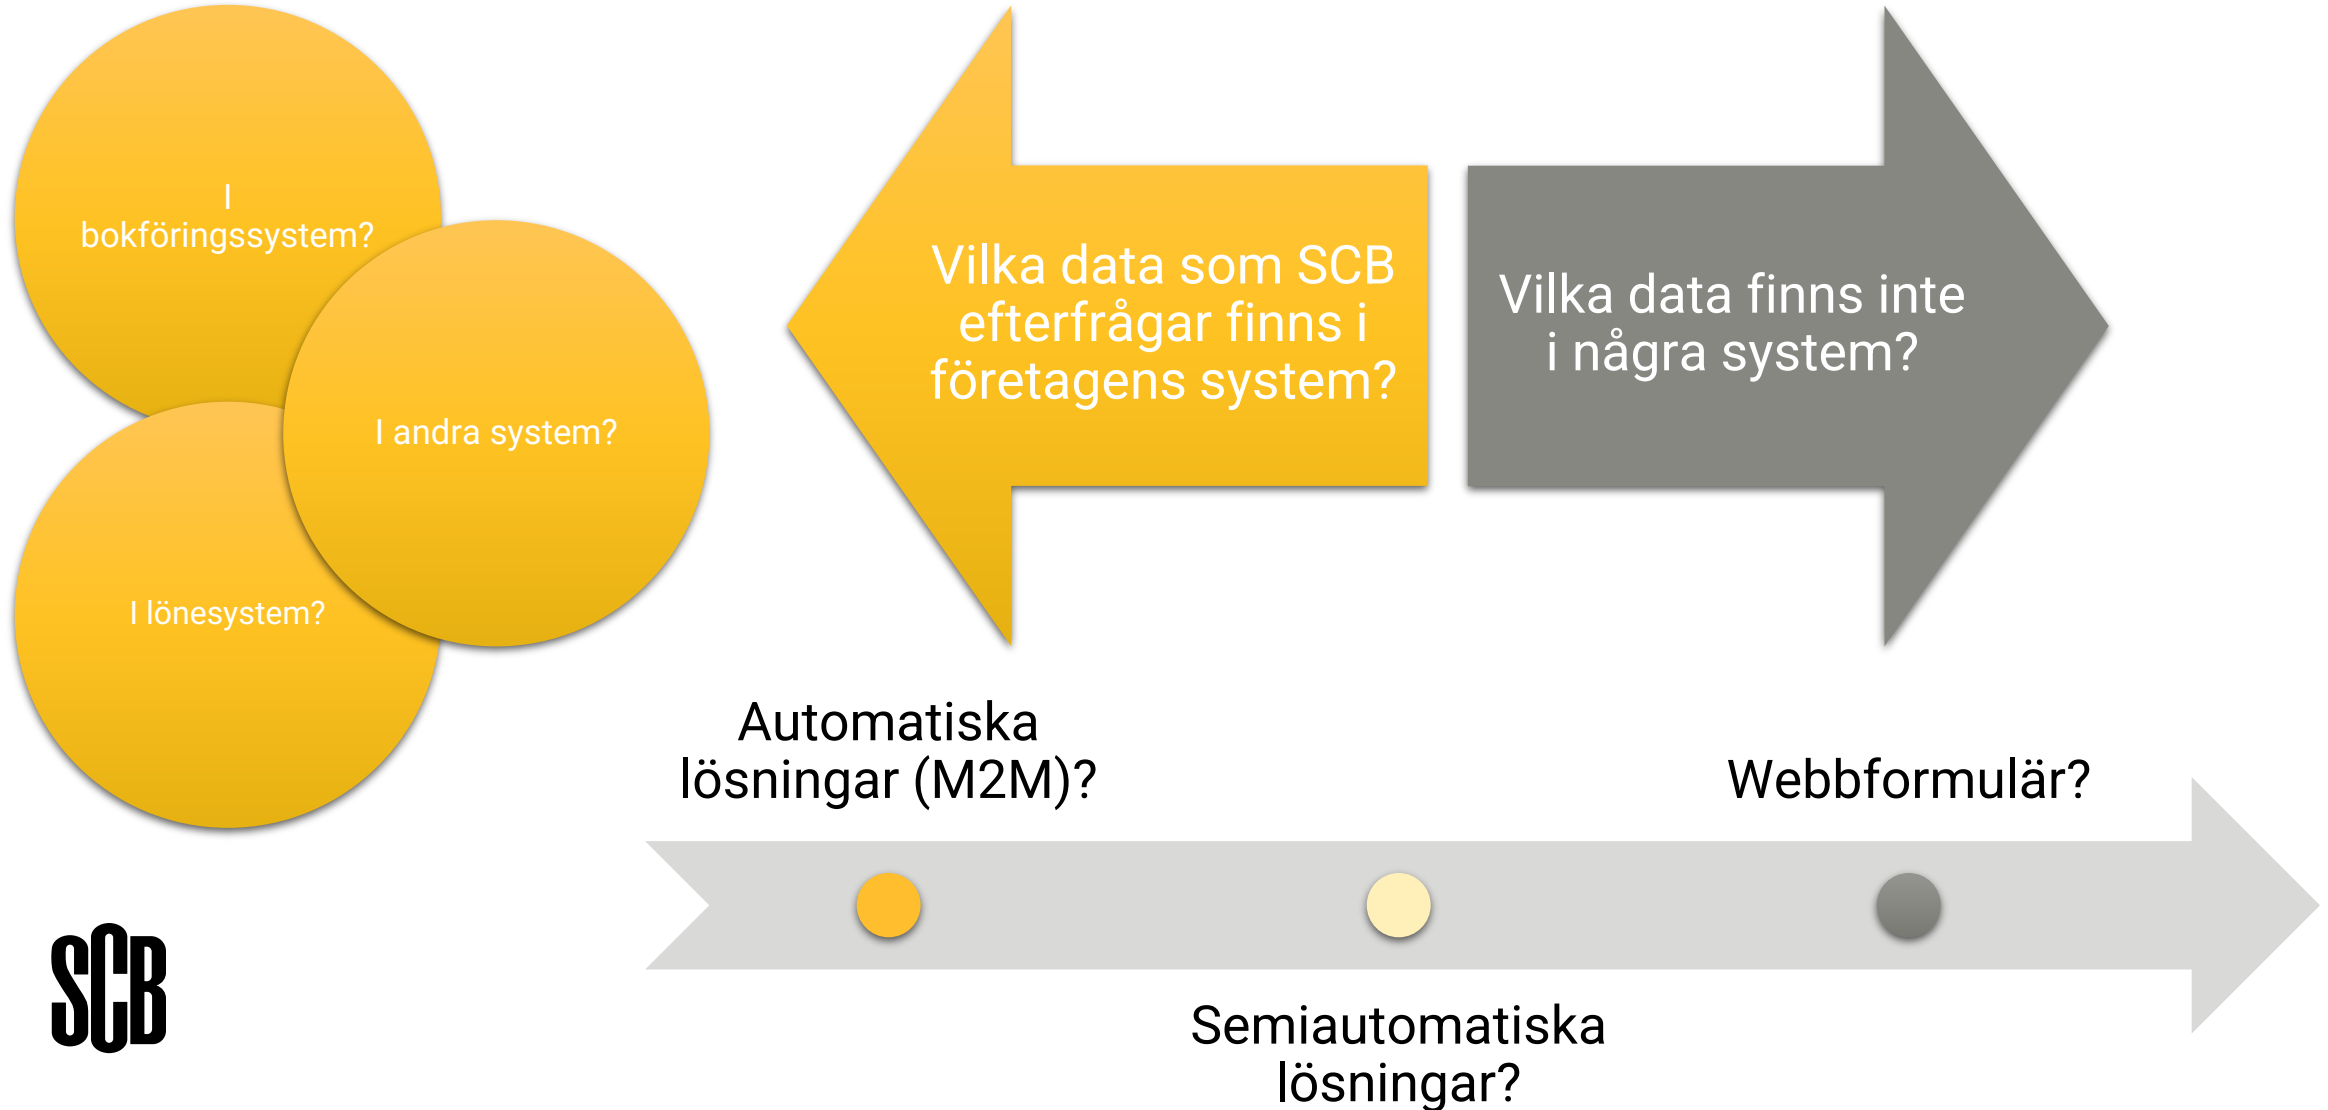 I
bokföringssystem?
I andra system?
I lönesystem?
Vilka data som SCB
efterfrågar finns i
företagens system?
Vilka data finns inte
i några system?
Automatiska
lösningar (M2M)?
Webbformulär?
Semiautomatiska
lösningar?
SCB